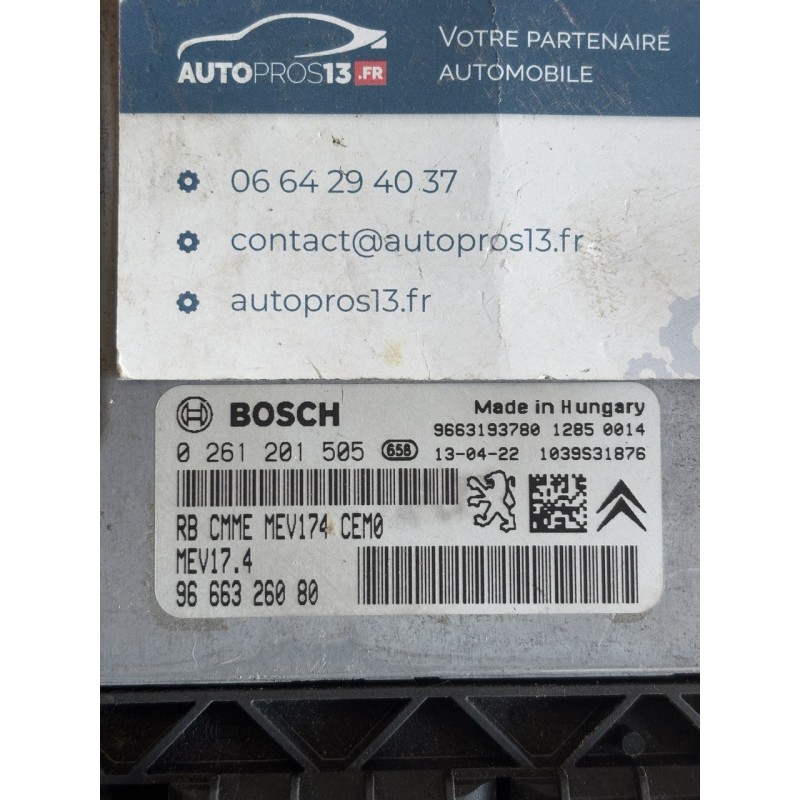 AUTOPROS13.FR
VOTRE PARTENAIRE
AUTOMOBILE
06 64 29 40 37
contact@autopros13.fr
autopros13.fr
BOSCH
Made in Hungary
9663193780 1285 0014
0 261 201 505 658
13-04-22 1039S31876
RB CMME MEV174 CEM0
MEV17.4
96 663 260 80